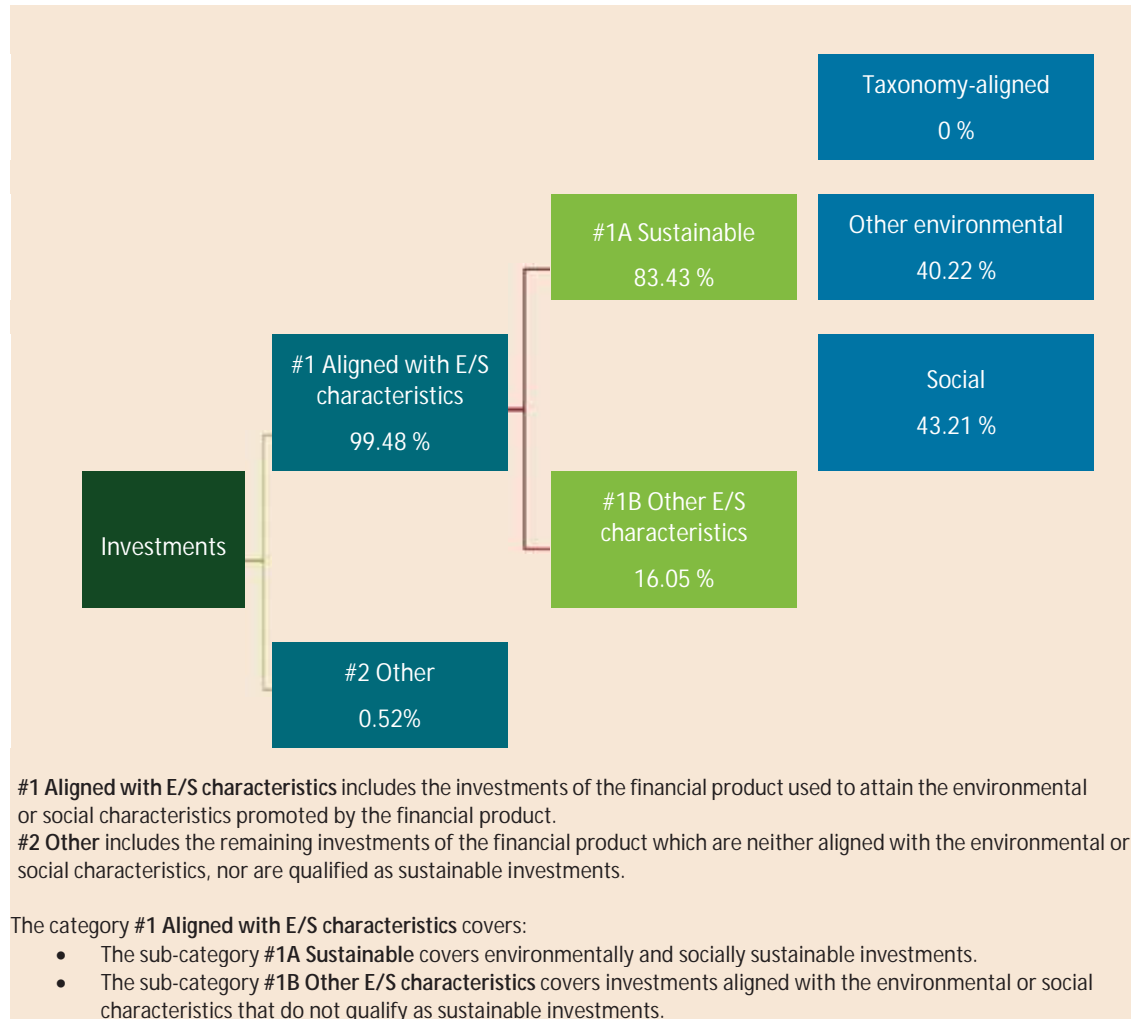 Taxonomy-aligned
0 %
#1A Sustainable
83.43 %
Other environmental
40.22 %
#1 Aligned with E/S
characteristics
99.48 %
Social
43.21 %
Investments
#1B Other E/S
characteristics
16.05 %
#2 Other
0.52%
#1 Aligned with E/S characteristics includes the investments of the financial product used to attain the environmental
or social characteristics promoted by the financial product.
#2 Other includes the remaining investments of the financial product which are neither aligned with the environmental or
social characteristics, nor are qualified as sustainable investments.
The category #1 Aligned with E/S characteristics covers:
• The sub-category #1A Sustainable covers environmentally and socially sustainable investments.
• The sub-category #1B Other E/S characteristics covers investments aligned with the environmental or social
characteristics that do not qualify as sustainable investments.